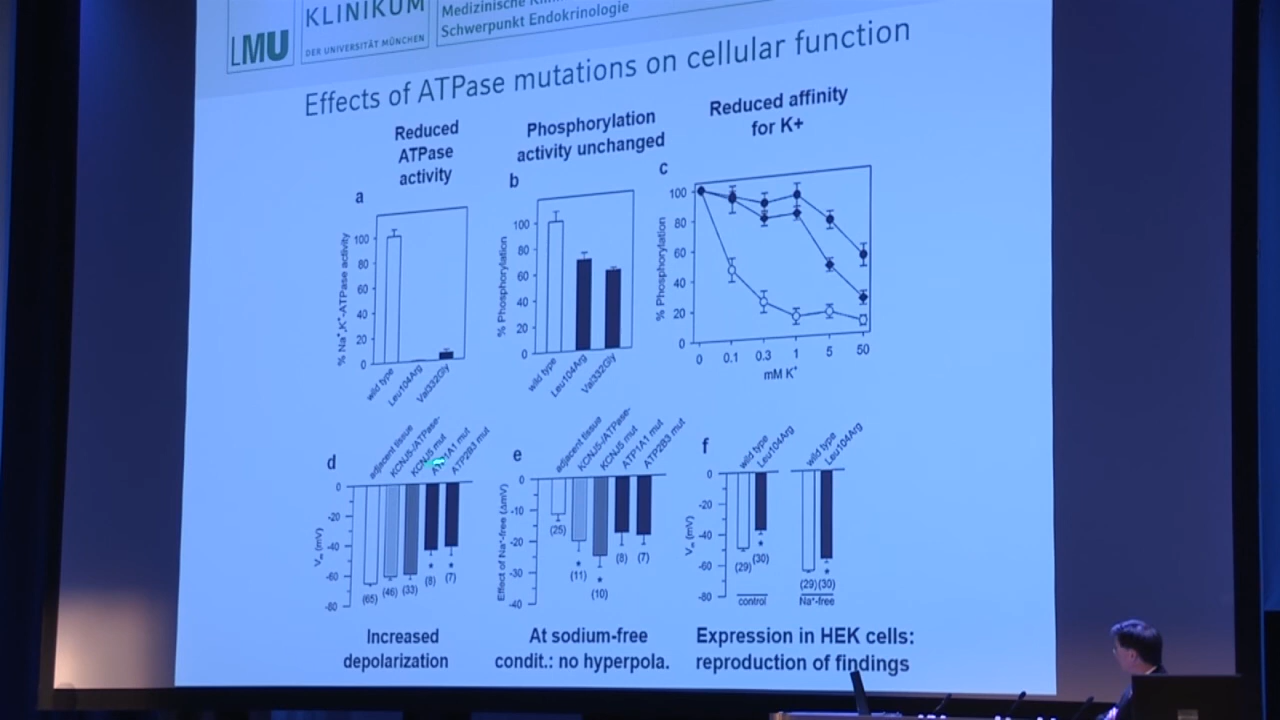 LMU
KLINIKUM
DER UNIVERSITÄT MÜNCHEN
Medizinische
Schwerpunkt Endokrinologie
Effects of ATPase mutations on cellular function
Reduced
ATPase
activity
Phosphorylation
activity unchanged
Reduced affinity
for K+
a
% Na⁺,K⁺-ATPase activity
100
80
60
40
20
0
wild type
Leu104Arg
Val332Gly
b
% Phosphorylation
100
80
60
40
20
0
wild type
Leu104Arg
Val332Gly
c
% Phosphorylation
100
80
60
40
20
0
0 0.1 0.3 1 5 50
mM K⁺
d
adjacent tissue
KCNJ5-/ATPase-
KCNJ5 mut
ATP1A1 mut
ATP2B3 mut
Vm (mV)
0
-20
-40
-60
-80
(65) (46) (33) * (8) * (7)
Increased
depolarization
e
adjacent tissue
KCNJ5-/ATPase-
KCNJ5 mut
ATP1A1 mut
ATP2B3 mut
Effect of Na⁺-free (ΔmV)
0
-10
-20
-30
-40
(25) * (11) * (10) (8) (7)
At sodium-free
condit.: no hyperpola.
f
wild type
Leu104Arg
wild type
Leu104Arg
Vm (mV)
0
-20
-40
-60
-80
(29) * (30) (29) * (30)
control Na⁺-free
Expression in HEK cells:
reproduction of findings